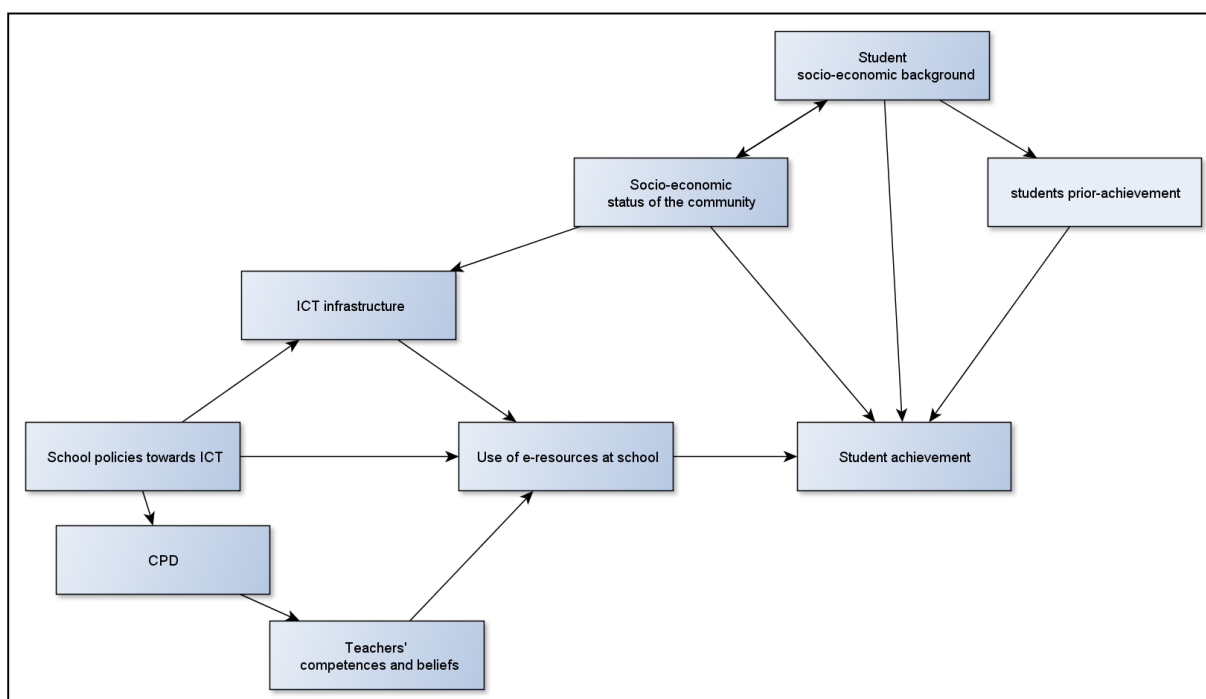 Student
socio-economic background
Socio-economic
status of the community
students prior-achievement
ICT infrastructure
School policies towards ICT
Use of e-resources at school
Student achievement
CPD
Teachers'
competences and beliefs